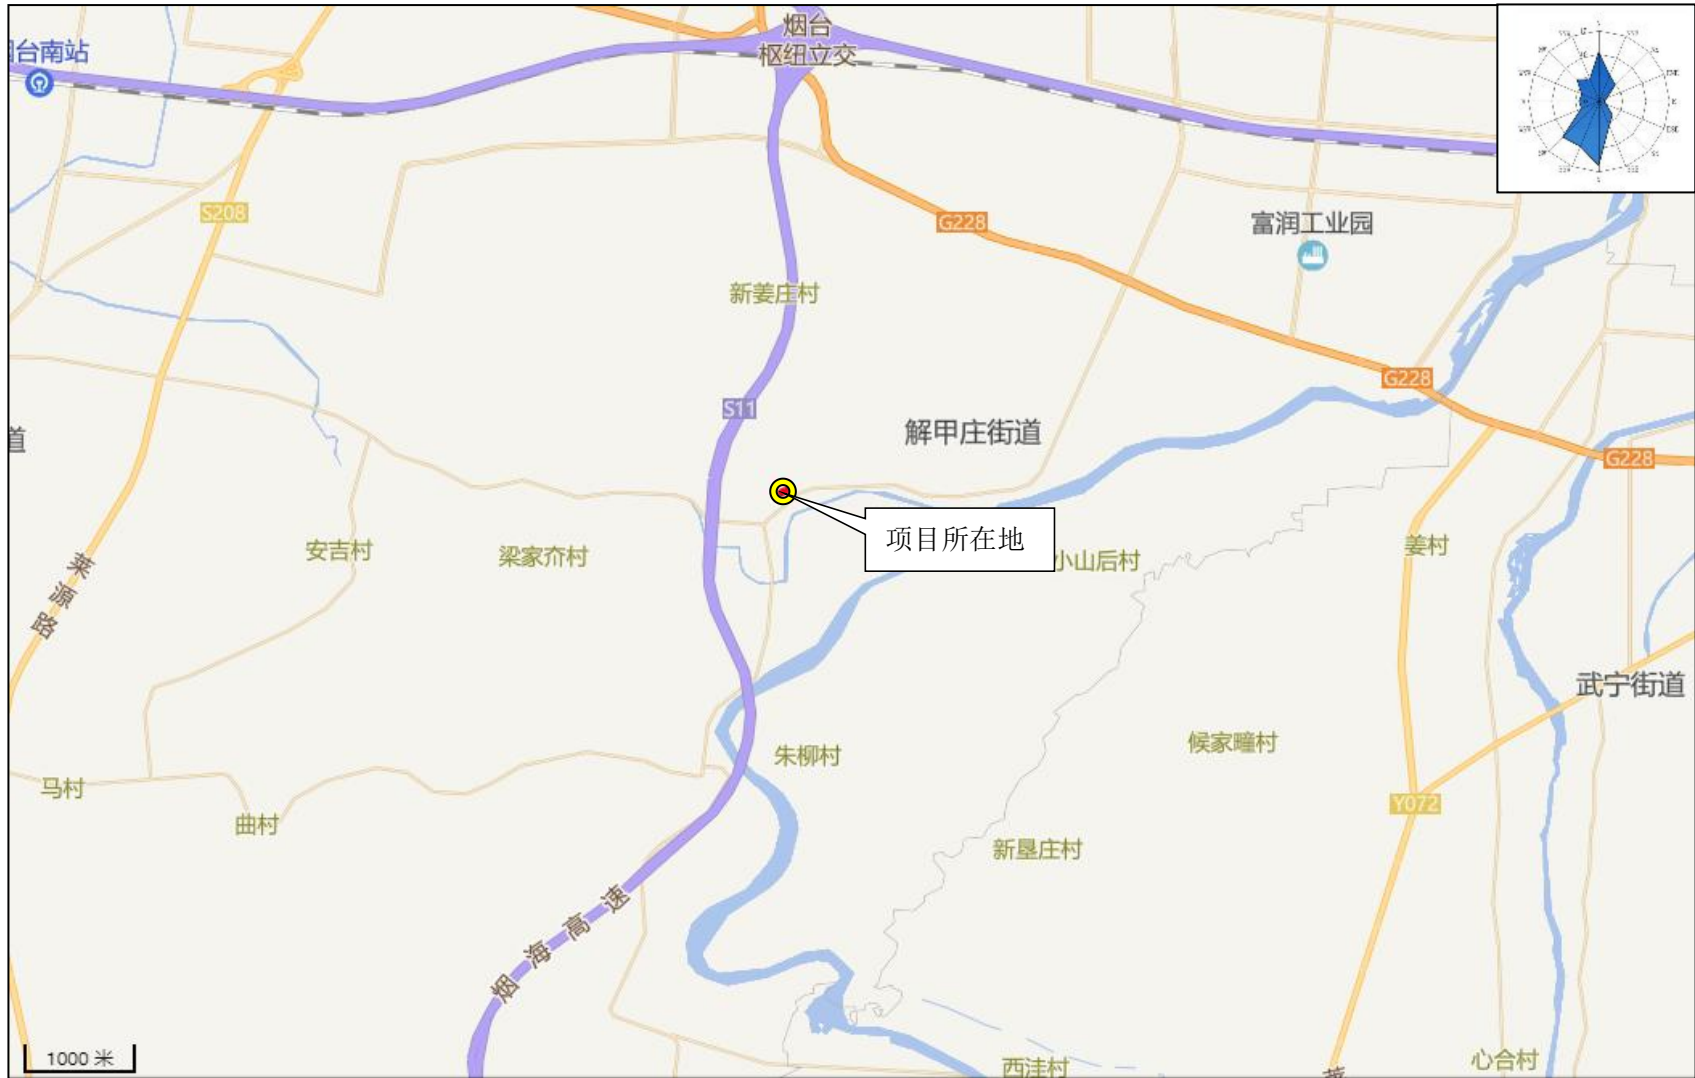 烟台
枢纽立交
台南站
S208
G228
富润工业园
新姜庄村
G228
S11
解甲庄街道
道
G228
项目所在地
安吉村
梁家夼村
小山后村
姜村
莱源路
武宁街道
朱柳村
候家疃村
马村
曲村
Y072
新垦庄村
烟海高速
1000 米
西洼村
心合村